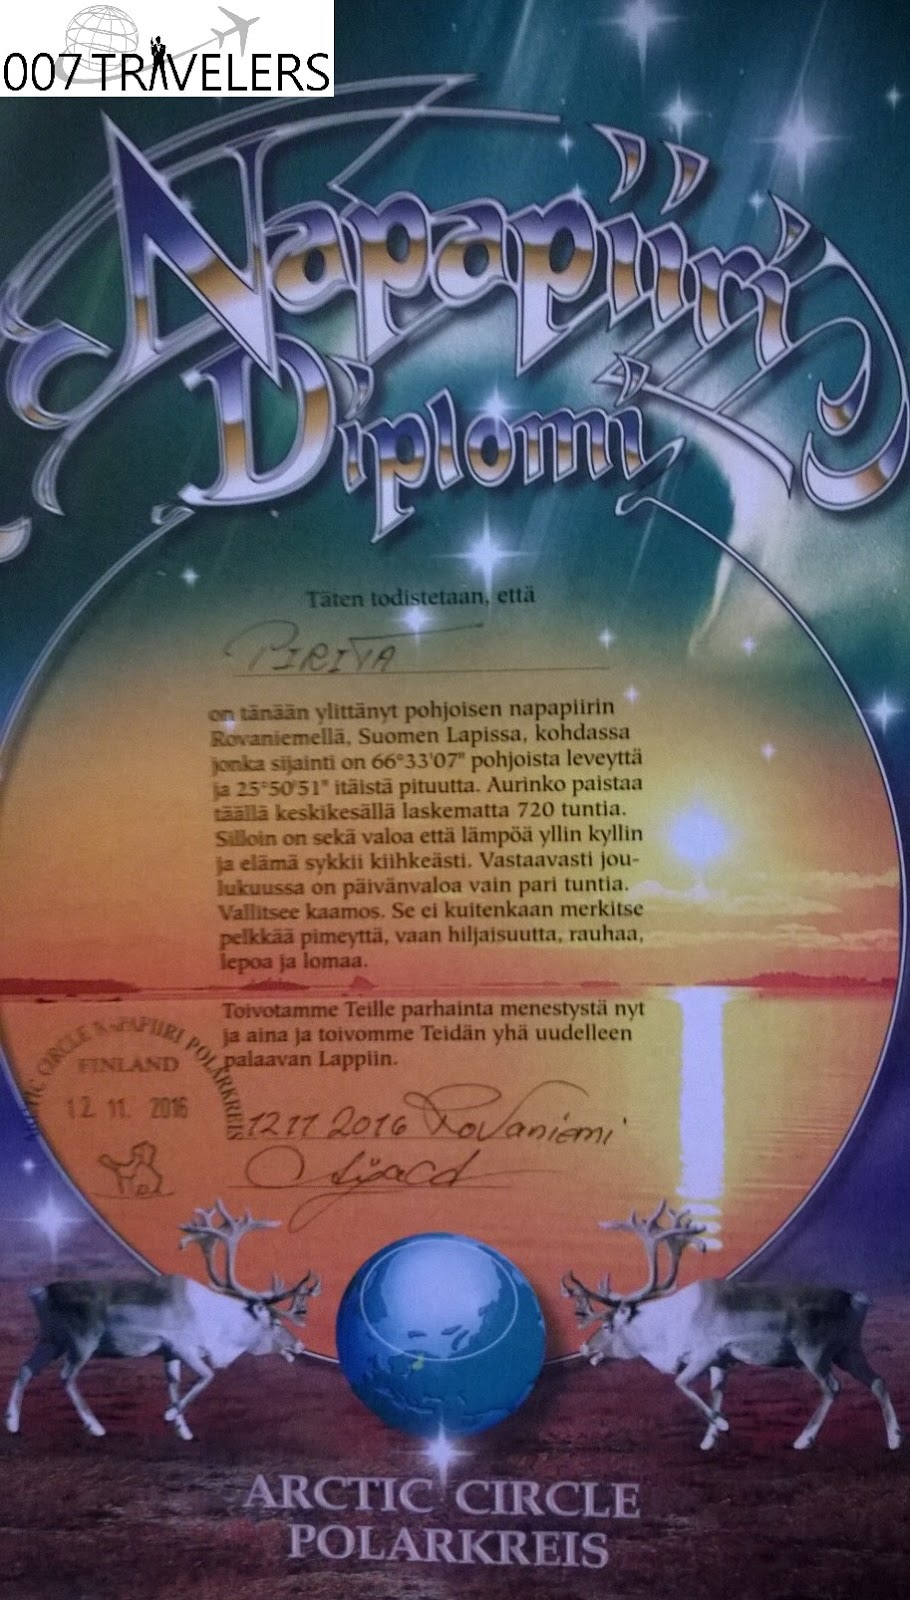 007 TRAVELERS
Napapiiri
Diplomi
Täten todistetaan, että
PIRITA
on tänään ylittänyt pohjoisen napapiirin
Rovaniemellä, Suomen Lapissa, kohdassa
jonka sijainti on 66°33'07" pohjoista leveyttä
ja 25°50'51" itäistä pituutta. Aurinko paistaa
täällä keskikesällä laskematta 720 tuntia.
Silloin on sekä valoa että lämpöä yllin kyllin
ja elämä sykkii kiihkeästi. Vastaavasti jou-
lukuussa on päivänvaloa vain pari tuntia.
Vallitsee kaamos. Se ei kuitenkaan merkitse
pelkkää pimeyttä, vaan hiljaisuutta, rauhaa,
lepoa ja lomaa.
Toivotamme Teille parhainta menestystä nyt
ja aina ja toivomme Teidän yhä uudelleen
palaavan Lappiin.
ARCTIC CIRCLE NAPAPIIRI POLARKREIS
FINLAND
12. 11. 2016
12 11 2016 Rovaniemi
ARCTIC CIRCLE
POLARKREIS